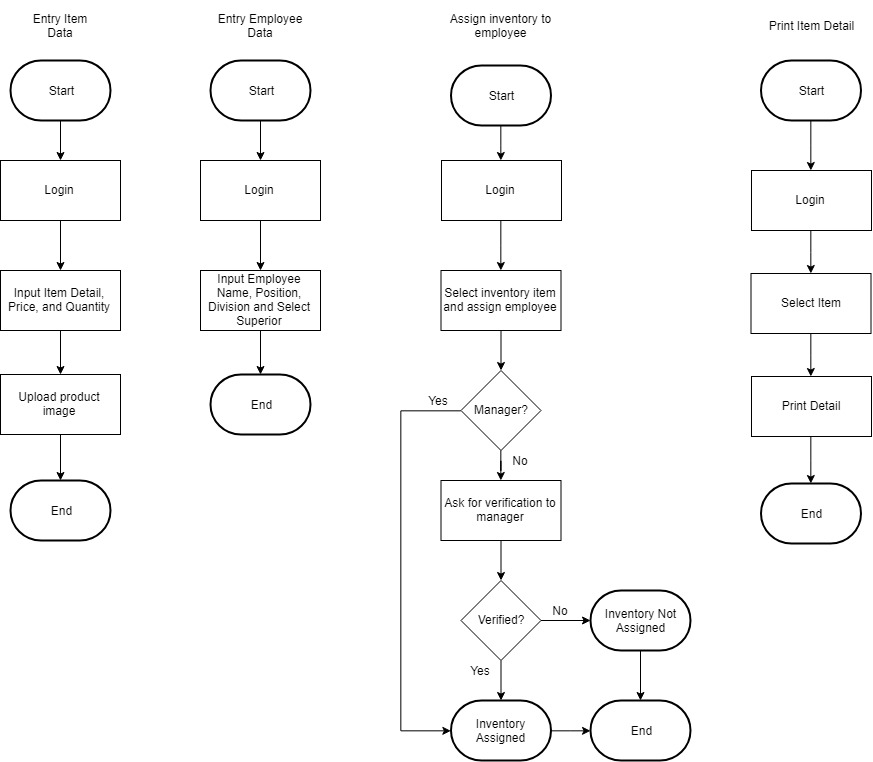 Entry Item
Data
Start
Login
Input Item Detail,
Price, and Quantity
Upload product
image
End
Entry Employee
Data
Start
Login
Input Employee
Name, Position,
Division and Select
Superior
End
Assign inventory to
employee
Start
Login
Select inventory item
and assign employee
Manager?
Yes
No
Ask for verification to
manager
Verified?
No
Inventory Not
Assigned
Yes
Inventory
Assigned
End
Print Item Detail
Start
Login
Select Item
Print Detail
End